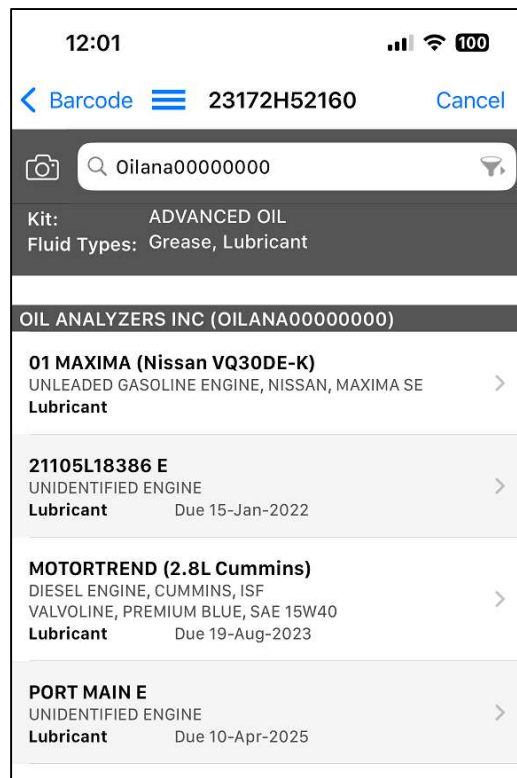 12:01
100
Barcode 23172H52160 Cancel
Oilana00000000
Kit: ADVANCED OIL
Fluid Types: Grease, Lubricant
OIL ANALYZERS INC (OILANA00000000)
01 MAXIMA (Nissan VQ30DE-K)
UNLEADED GASOLINE ENGINE, NISSAN, MAXIMA SE
Lubricant
21105L18386 E
UNIDENTIFIED ENGINE
Lubricant Due 15-Jan-2022
MOTORTREND (2.8L Cummins)
DIESEL ENGINE, CUMMINS, ISF
VALVOLINE, PREMIUM BLUE, SAE 15W40
Lubricant Due 19-Aug-2023
PORT MAIN E
UNIDENTIFIED ENGINE
Lubricant Due 10-Apr-2025